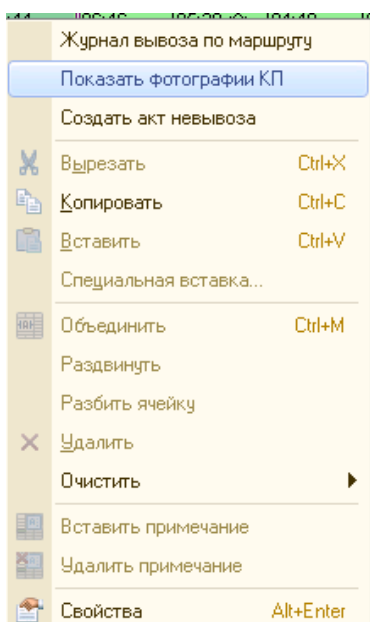 Журнал вывоза по маршруту
Показать фотографии КП
Создать акт невывоза
Вырезать Ctrl+X
Копировать Ctrl+C
Вставить Ctrl+V
Специальная вставка...
Объединить Ctrl+M
Раздвинуть
Разбить ячейку
Удалить
Очистить
Вставить примечание
Удалить примечание
Свойства Alt+Enter